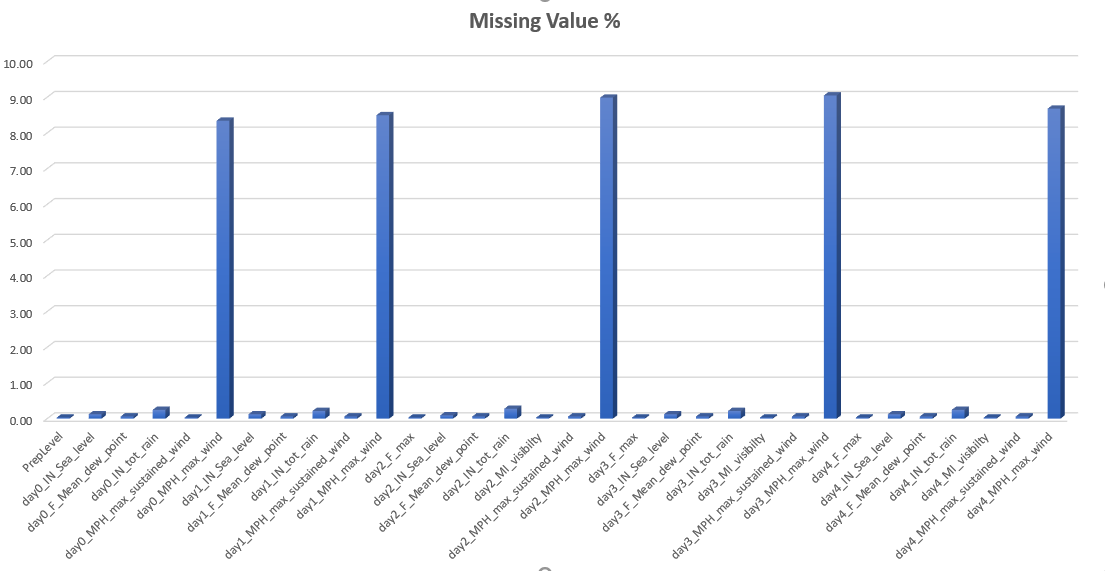 Missing Value %
10.00
9.00
8.00
7.00
6.00
5.00
4.00
3.00
2.00
1.00
0.00
PrepLevel
day0_IN_Sea_level
day0_F_Mean_dew_point
day0_IN_tot_rain
day0_MPH_max_sustained_wind
day0_MPH_max_wind
day1_IN_Sea_level
day1_F_Mean_dew_point
day1_IN_tot_rain
day1_MPH_max_sustained_wind
day1_MPH_max_wind
day2_F_max
day2_IN_Sea_level
day2_F_Mean_dew_point
day2_IN_tot_rain
day2_MI_visibilty
day2_MPH_max_sustained_wind
day2_MPH_max_wind
day3_F_max
day3_IN_Sea_level
day3_F_Mean_dew_point
day3_IN_tot_rain
day3_MI_visibilty
day3_MPH_max_sustained_wind
day3_MPH_max_wind
day4_F_max
day4_IN_Sea_level
day4_F_Mean_dew_point
day4_IN_tot_rain
day4_MI_visibilty
day4_MPH_max_sustained_wind
day4_MPH_max_wind